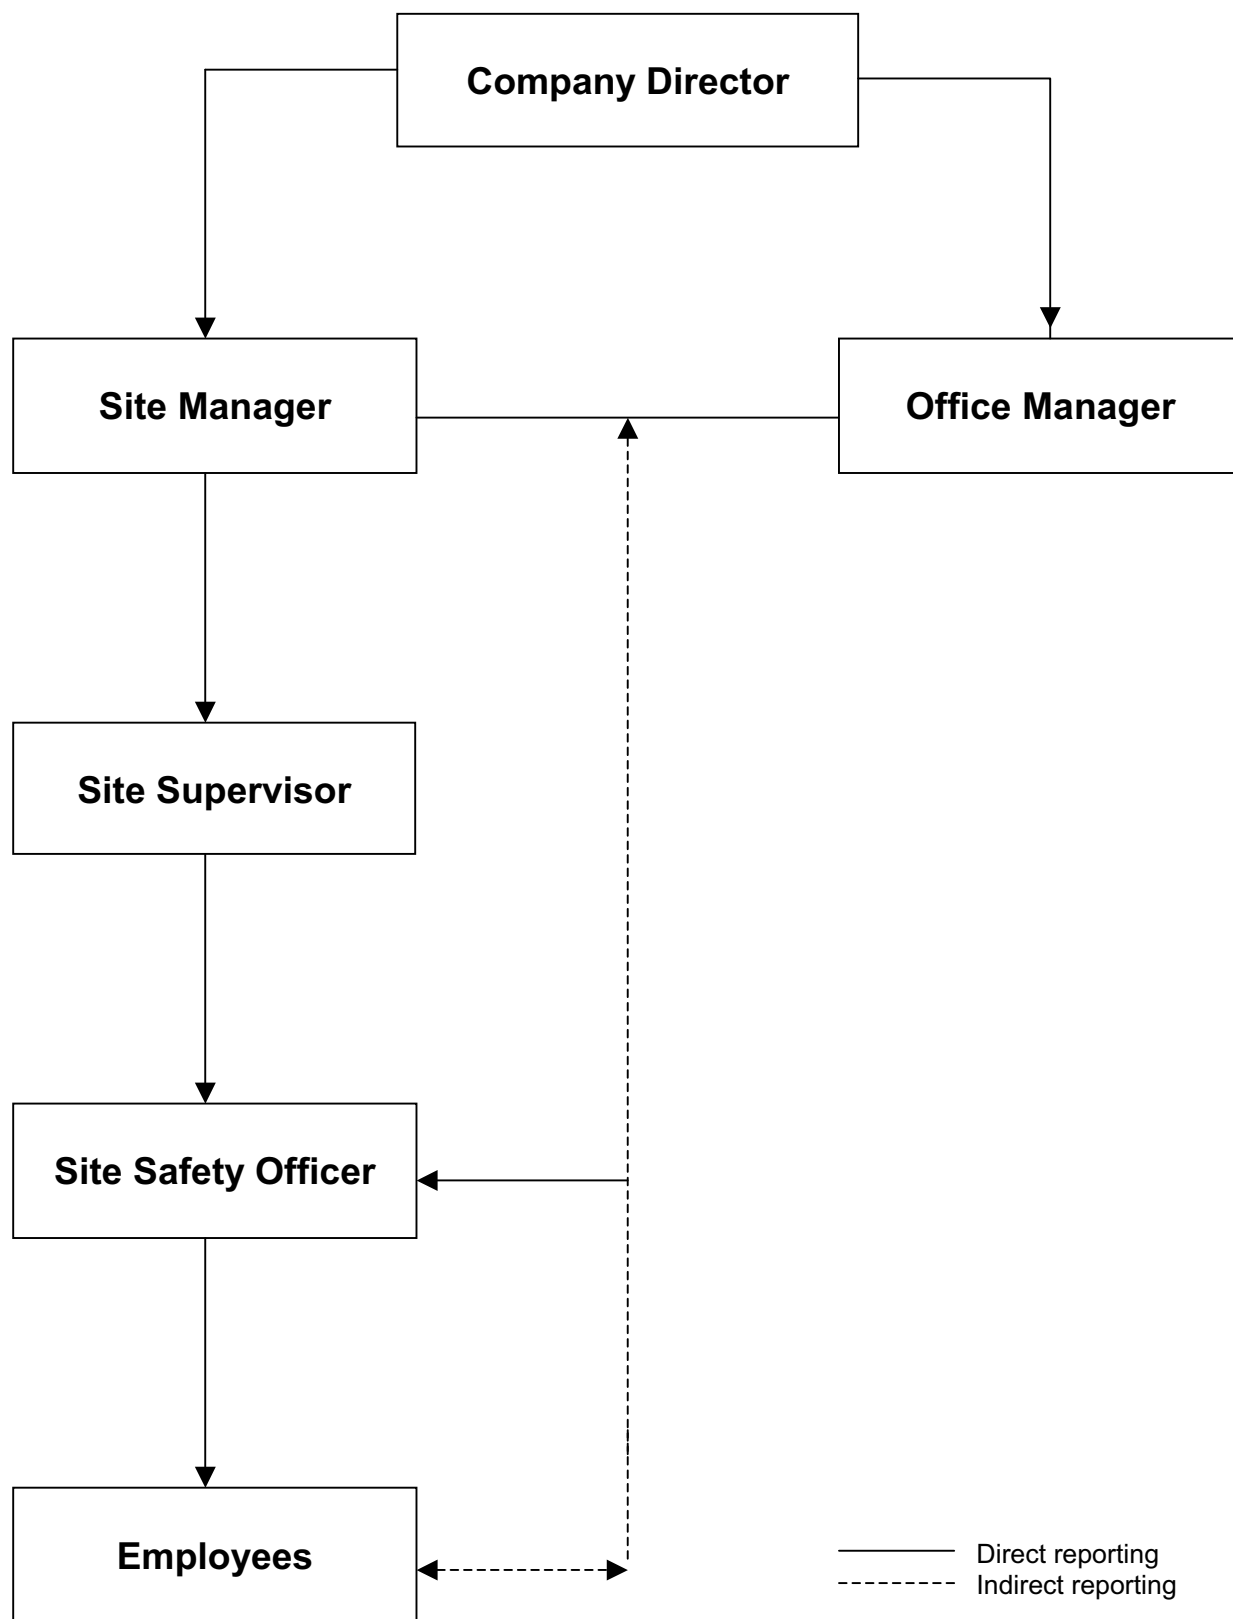 Company Director
Site Manager
Office Manager
Site Supervisor
Site Safety Officer
Employees
Direct reporting
Indirect reporting